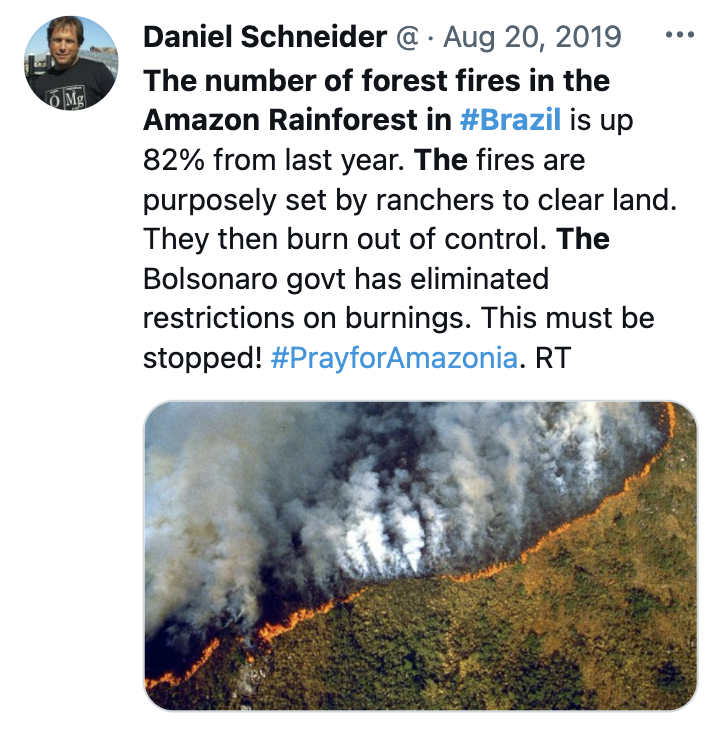 Daniel Schneider @ · Aug 20, 2019 •••
The number of forest fires in the
Amazon Rainforest in #Brazil is up
82% from last year. The fires are
purposely set by ranchers to clear land.
They then burn out of control. The
Bolsonaro govt has eliminated
restrictions on burnings. This must be
stopped! #PrayforAmazonia. RT
O Mg